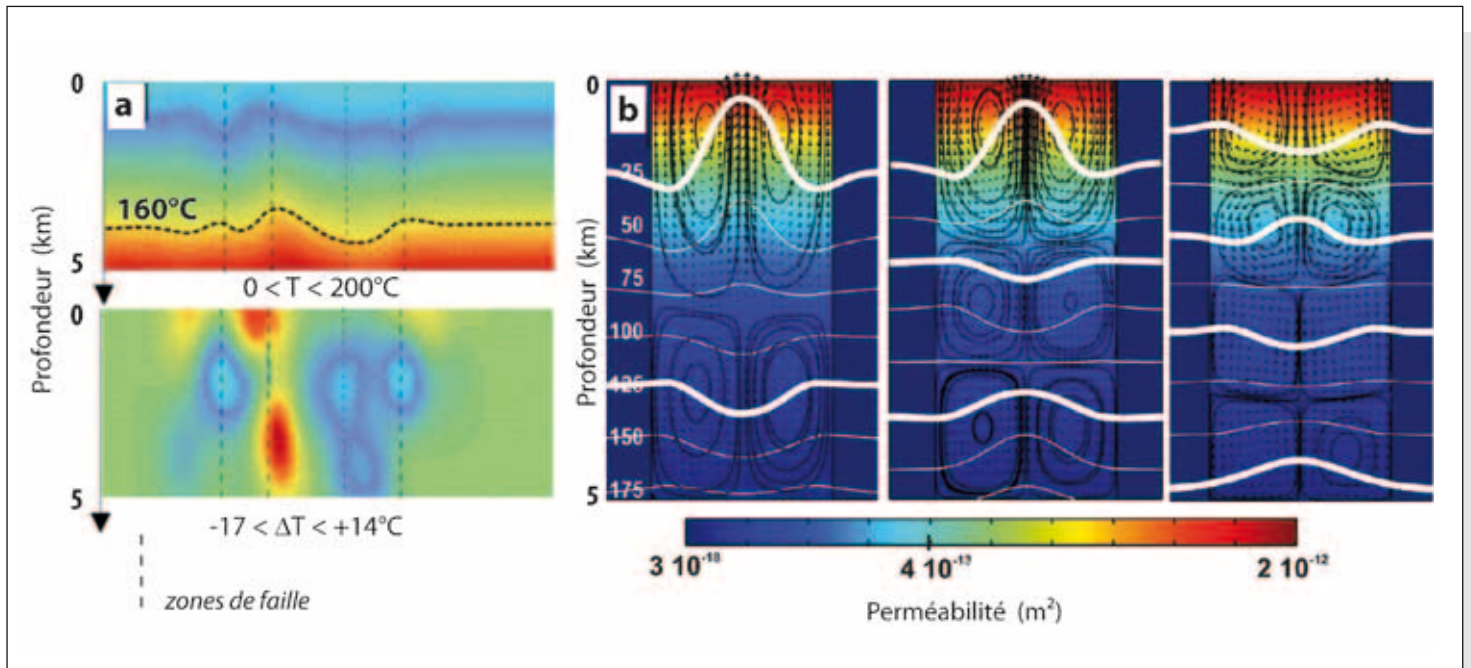 a
0
Profondeur (km)
160°C
5
0 < T < 200°C
0
5
-17 < ΔT < +14°C
zones de faille
b
0
Profondeur (km)
25
50
75
100
125
150
175
5
3 10⁻¹⁸
4 10⁻¹⁹
2 10⁻¹²
Perméabilité (m²)